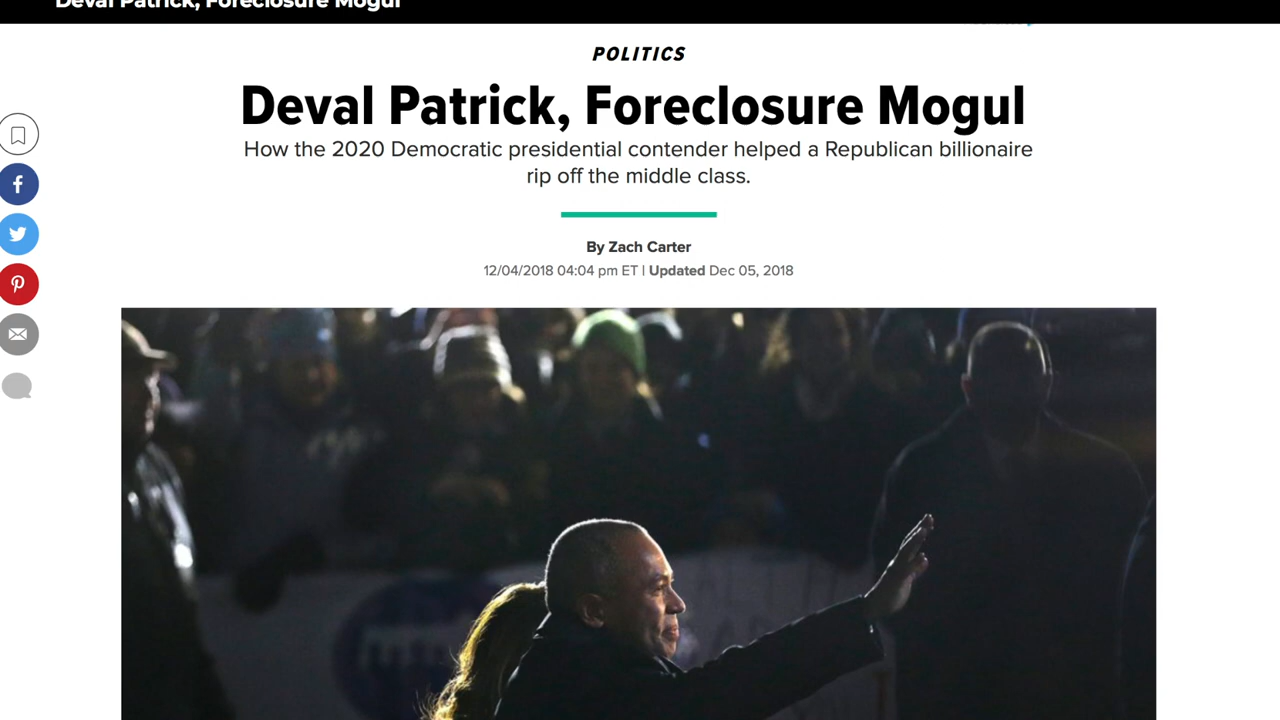 Deval Patrick, Foreclosure Mogul
POLITICS
Deval Patrick, Foreclosure Mogul
How the 2020 Democratic presidential contender helped a Republican billionaire
rip off the middle class.
By Zach Carter
12/04/2018 04:04 pm ET | Updated Dec 05, 2018